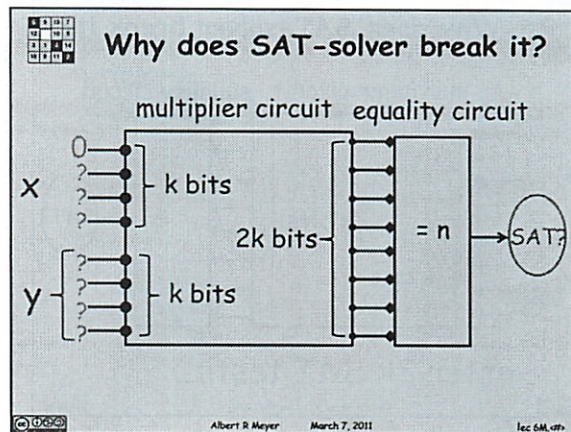 Why does SAT-solver break it?
multiplier circuit equality circuit
0
?
?
?
x
k bits
2k bits
= n
SAT?
?
?
?
?
y
k bits
Albert R Meyer March 7, 2011
lec 6M.<#>